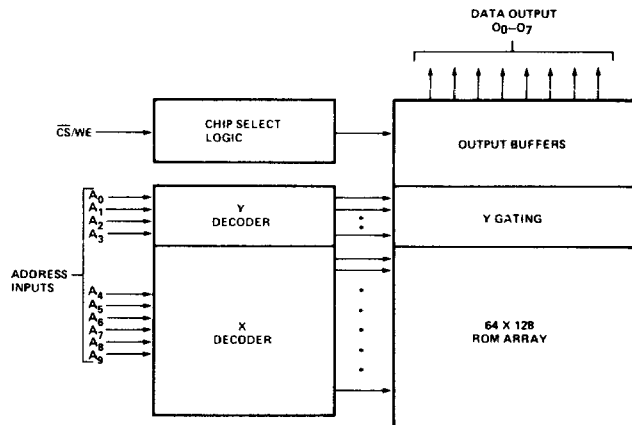 DATA OUTPUT
O0–O7
CS/WE
CHIP SELECT
LOGIC
OUTPUT BUFFERS
A0
A1
A2
A3
Y
DECODER
Y GATING
ADDRESS
INPUTS
A4
A5
A6
A7
A8
A9
X
DECODER
64 X 128
ROM ARRAY